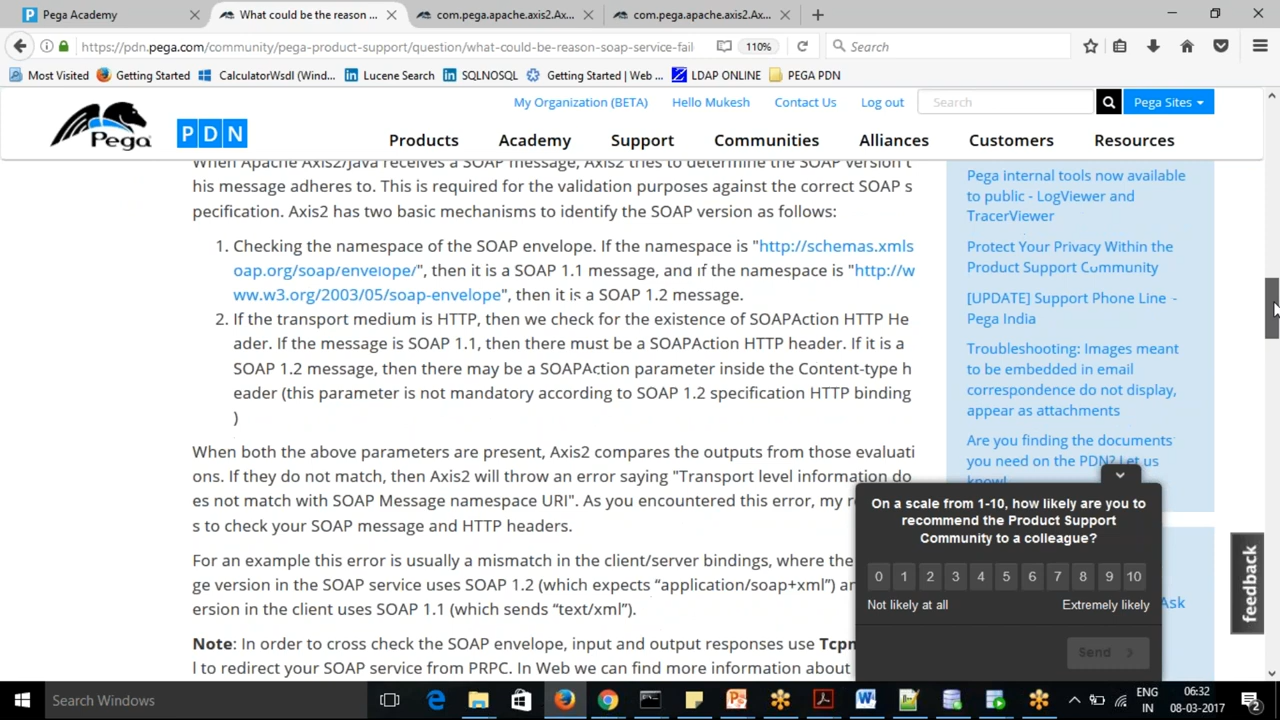 Pega Academy
What could be the reason ...
com.pega.apache.axis2.Ax...
com.pega.apache.axis2.Ax...
https://pdn.pega.com/community/pega-product-support/question/what-could-be-reason-soap-service-fail
110%
Search
Most Visited
Getting Started
CalculatorWsdl (Wind...
Lucene Search
SQLNOSQL
Getting Started | Web ...
LDAP ONLINE
PEGA PDN
My Organization (BETA)
Hello Mukesh
Contact Us
Log out
Search
Pega Sites
Pega
PDN
Products
Academy
Support
Communities
Alliances
Customers
Resources
When Apache Axis2/Java receives a SOAP message, Axis2 tries to determine the SOAP version t
his message adheres to. This is required for the validation purposes against the correct SOAP s
pecification. Axis2 has two basic mechanisms to identify the SOAP version as follows:
1. Checking the namespace of the SOAP envelope. If the namespace is "http://schemas.xmls
oap.org/soap/envelope/", then it is a SOAP 1.1 message, and if the namespace is "http://w
ww.w3.org/2003/05/soap-envelope", then it is a SOAP 1.2 message.
2. If the transport medium is HTTP, then we check for the existence of SOAPAction HTTP He
ader. If the message is SOAP 1.1, then there must be a SOAPAction HTTP header. If it is a
SOAP 1.2 message, then there may be a SOAPAction parameter inside the Content-type h
eader (this parameter is not mandatory according to SOAP 1.2 specification HTTP binding
)
When both the above parameters are present, Axis2 compares the outputs from those evaluati
ons. If they do not match, then Axis2 will throw an error saying "Transport level information do
es not match with SOAP Message namespace URI". As you encountered this error, my r
s to check your SOAP message and HTTP headers.
For an example this error is usually a mismatch in the client/server bindings, where the
ge version in the SOAP service uses SOAP 1.2 (which expects “application/soap+xml”) an
ersion in the client uses SOAP 1.1 (which sends “text/xml”).
Note: In order to cross check the SOAP envelope, input and output responses use Tcpm
l to redirect your SOAP service from PRPC. In Web we can find more information about
Pega internal tools now available
to public - LogViewer and
TracerViewer
Protect Your Privacy Within the
Product Support Community
[UPDATE] Support Phone Line -
Pega India
Troubleshooting: Images meant
to be embedded in email
correspondence do not display,
appear as attachments
Are you finding the documents
you need on the PDN? Let us
know!
Ask
On a scale from 1-10, how likely are you to
recommend the Product Support
Community to a colleague?
0 1 2 3 4 5 6 7 8 9 10
Not likely at all
Extremely likely
Send
feedback
Search Windows
ENG
IN
06:32
08-03-2017
2